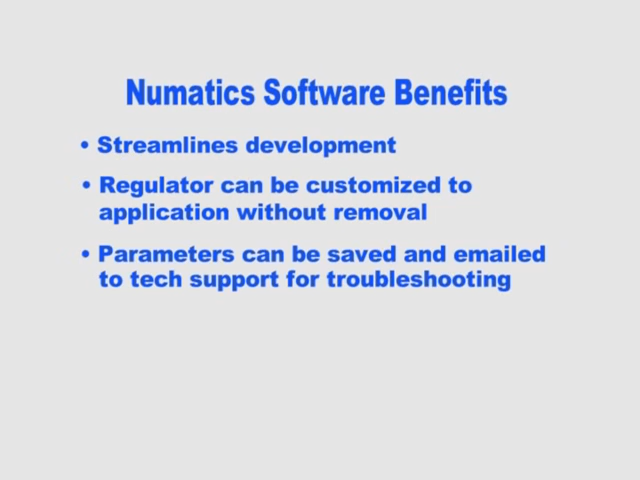 Numatics Software Benefits
• Streamlines development
• Regulator can be customized to
application without removal
• Parameters can be saved and emailed
to tech support for troubleshooting